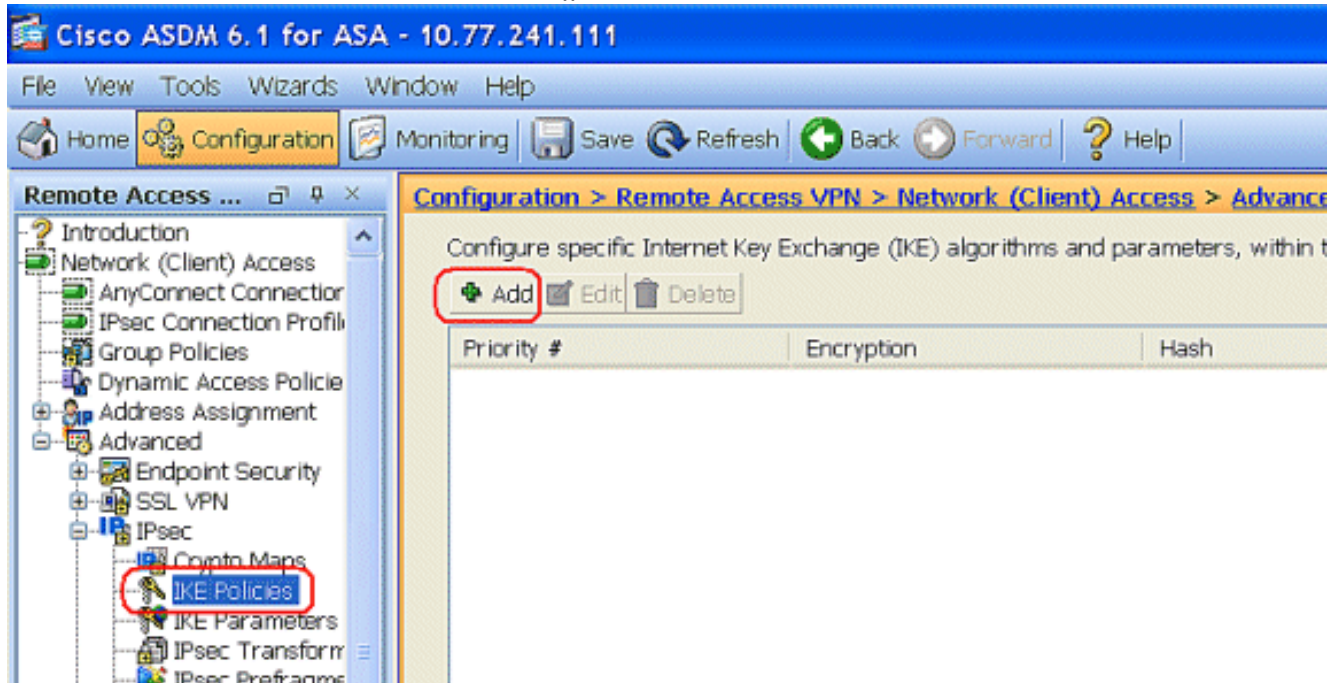 Cisco ASDM 6.1 for ASA - 10.77.241.111
File View Tools Wizards Window Help
Home Configuration Monitoring Save Refresh Back Forward Help
Remote Access ...
Introduction
Network (Client) Access
AnyConnect Connection
IPsec Connection Profil
Group Policies
Dynamic Access Policie
Address Assignment
Advanced
Endpoint Security
SSL VPN
IPsec
Crypto Maps
IKE Policies
IKE Parameters
IPsec Transform
IPsec Prefragme
Configuration > Remote Access VPN > Network (Client) Access > Advance
Configure specific Internet Key Exchange (IKE) algorithms and parameters, within t
Add Edit Delete
Priority # Encryption Hash